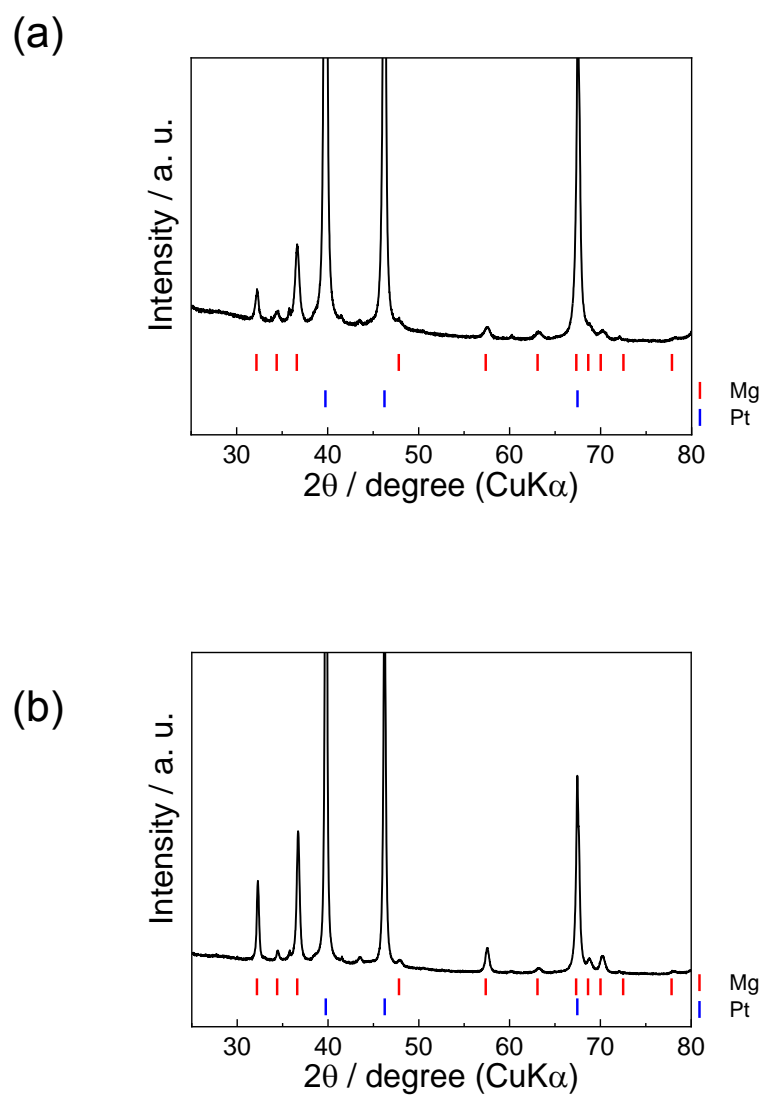 (a)
Intensity / a. u.
Mg
Pt
30 40 50 60 70 80
2θ / degree (CuKα)
(b)
Intensity / a. u.
Mg
Pt
30 40 50 60 70 80
2θ / degree (CuKα)